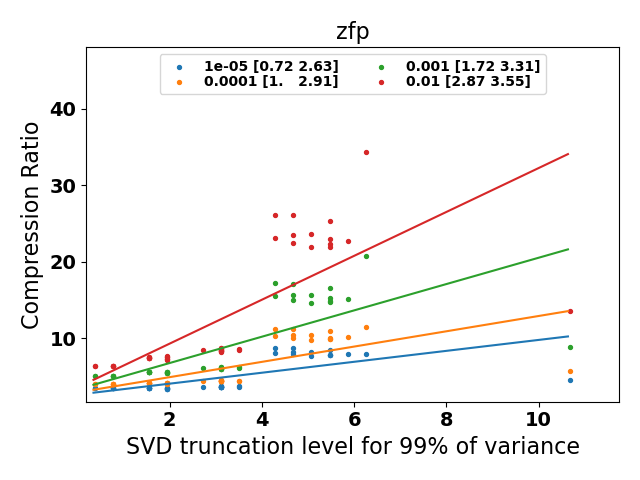 zfp
1e-05 [0.72 2.63]
0.0001 [1.   2.91]
0.001 [1.72 3.31]
0.01 [2.87 3.55]
Compression Ratio
40
30
20
10
2 4 6 8 10
SVD truncation level for 99% of variance